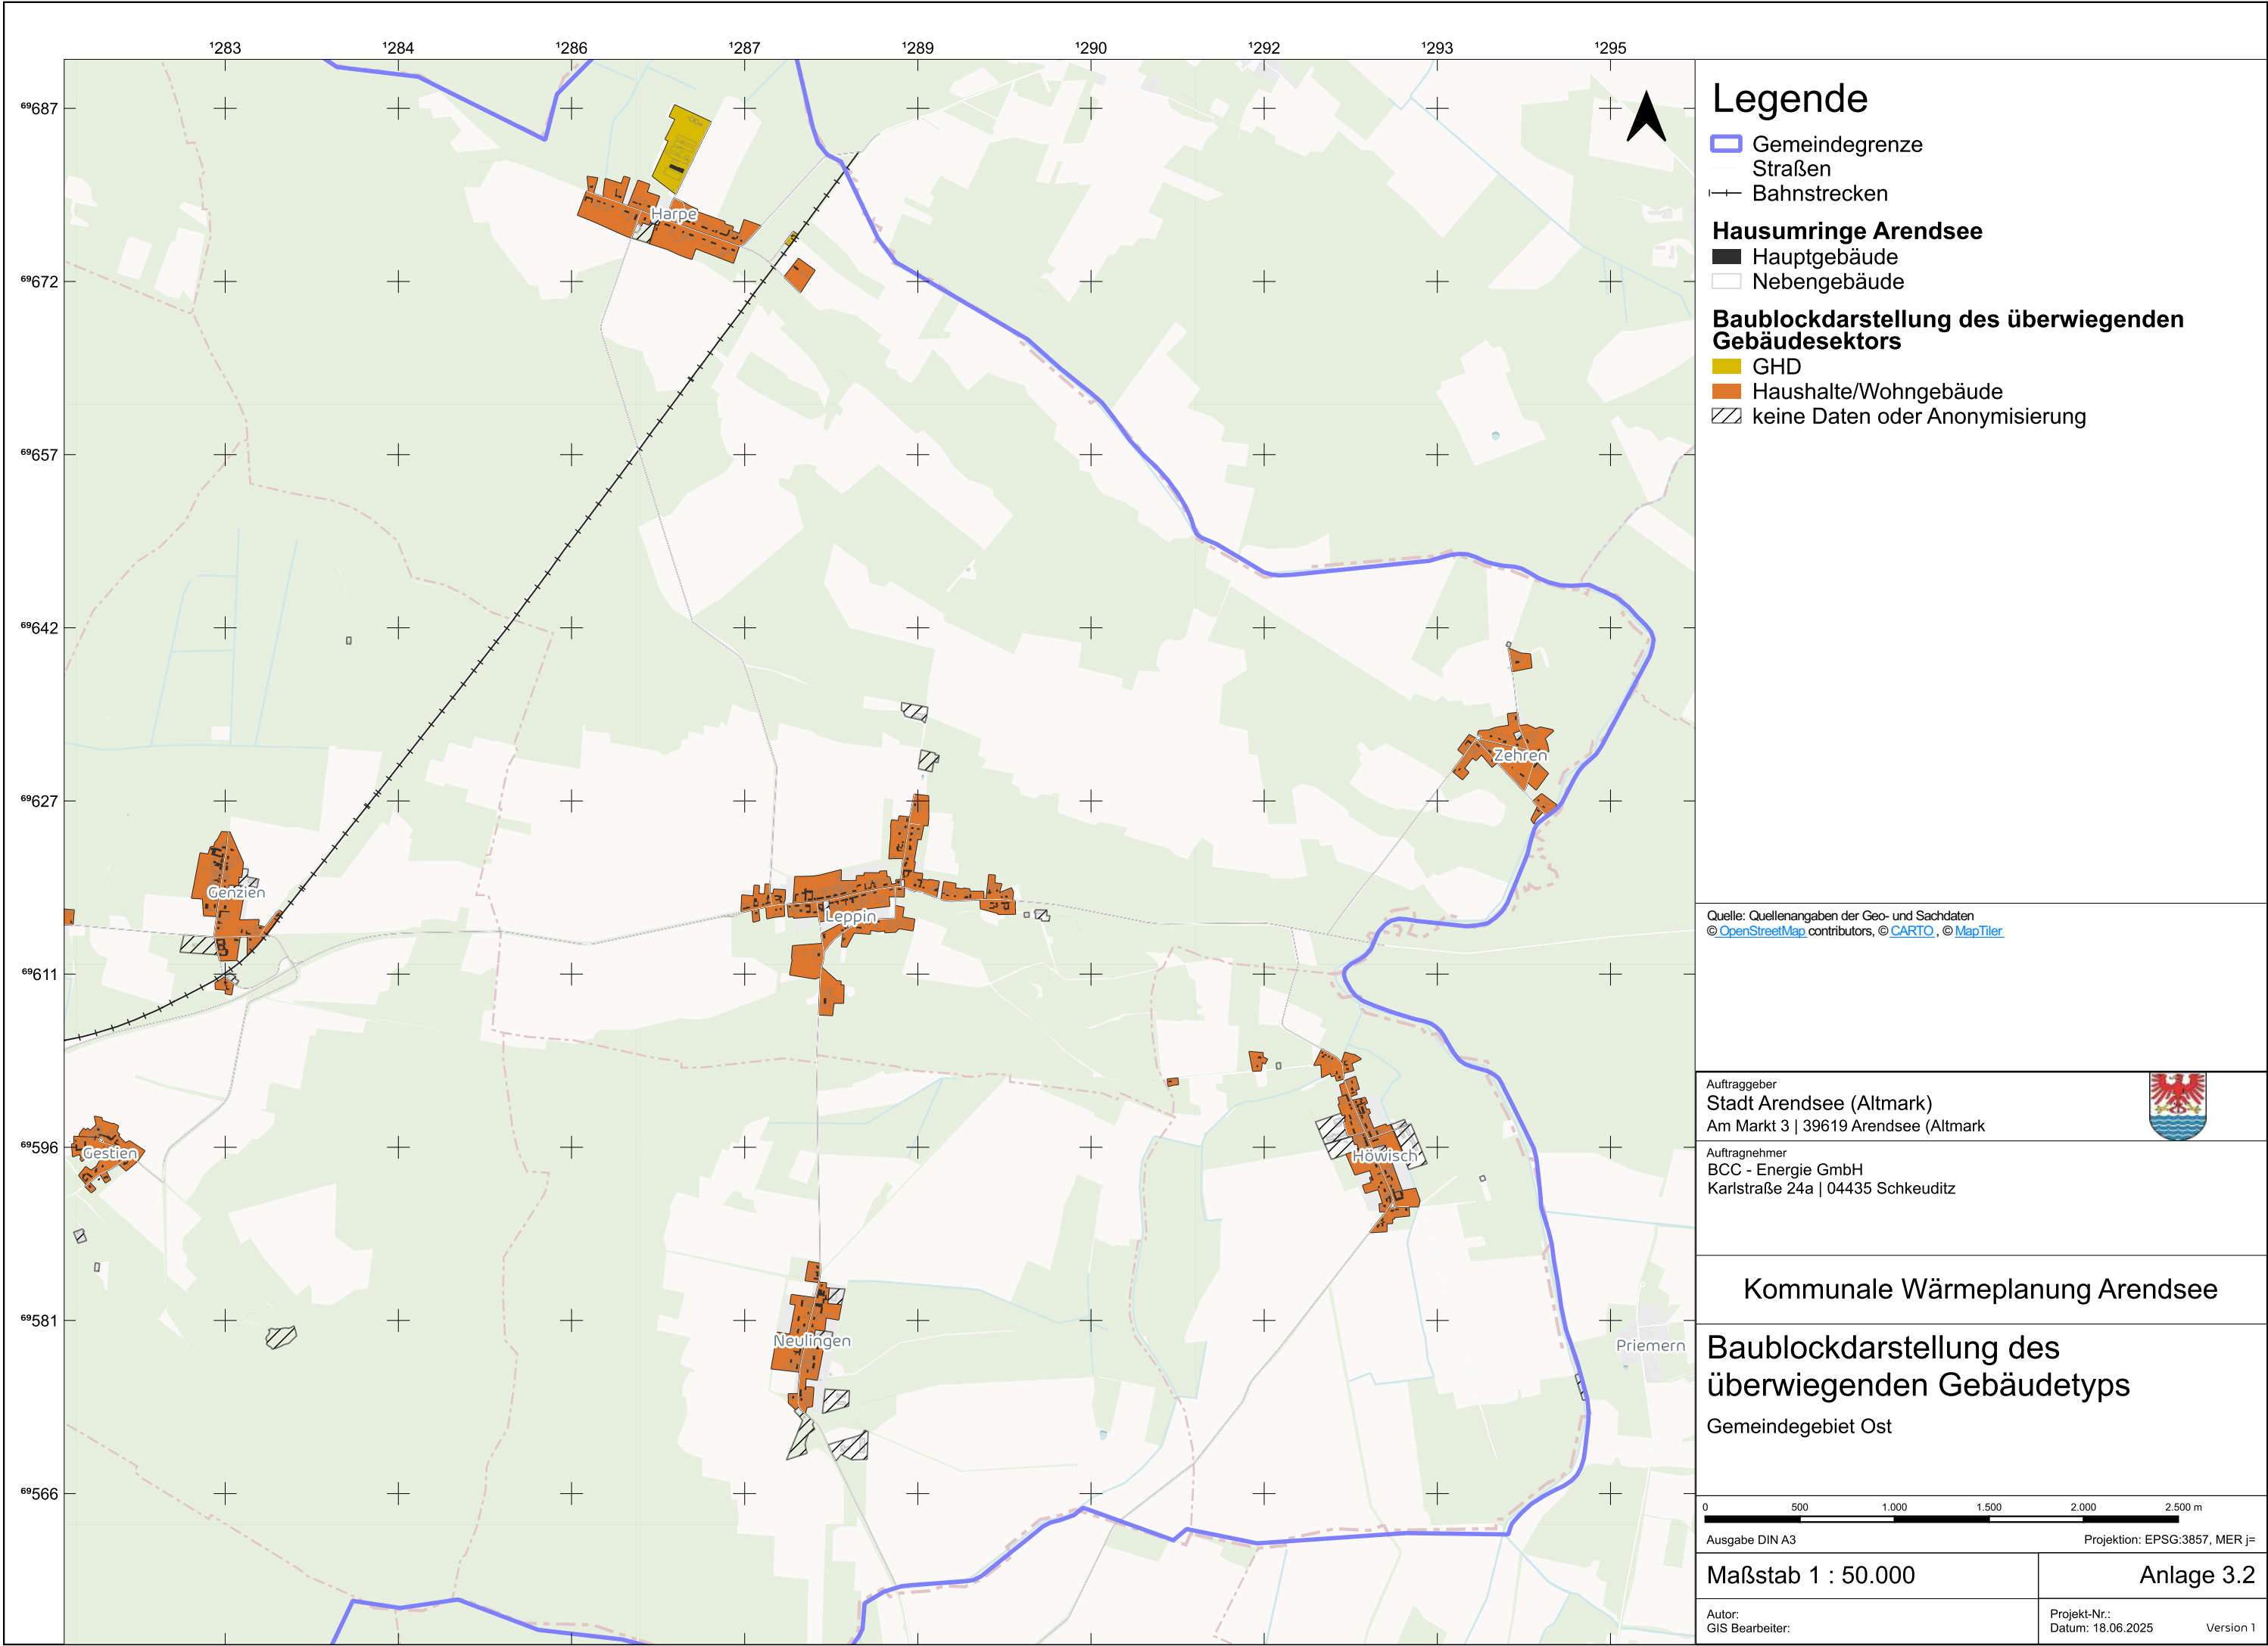 ¹283 ¹284 ¹286 ¹287 ¹289 ¹290 ¹292 ¹293 ¹295
⁶⁹687
⁶⁹672
⁶⁹657
⁶⁹642
⁶⁹627
⁶⁹611
⁶⁹596
⁶⁹581
⁶⁹566
Harpe
Zehren
Genzien
Leppin
Gestien
Höwisch
Neulingen
Priemern
Legende
Gemeindegrenze
Straßen
Bahnstrecken
Hausumringe Arendsee
Hauptgebäude
Nebengebäude
Baublockdarstellung des überwiegenden
Gebäudesektors
GHD
Haushalte/Wohngebäude
keine Daten oder Anonymisierung
Quelle: Quellenangaben der Geo- und Sachdaten
© OpenStreetMap contributors, © CARTO , © MapTiler
Auftraggeber
Stadt Arendsee (Altmark)
Am Markt 3 | 39619 Arendsee (Altmark
Auftragnehmer
BCC - Energie GmbH
Karlstraße 24a | 04435 Schkeuditz
Kommunale Wärmeplanung Arendsee
Baublockdarstellung des
überwiegenden Gebäudetyps
Gemeindegebiet Ost
0 500 1.000 1.500 2.000 2.500 m
Ausgabe DIN A3 Projektion: EPSG:3857, MER j=
Maßstab 1 : 50.000 Anlage 3.2
Autor:
GIS Bearbeiter:
Projekt-Nr.:
Datum: 18.06.2025 Version 1